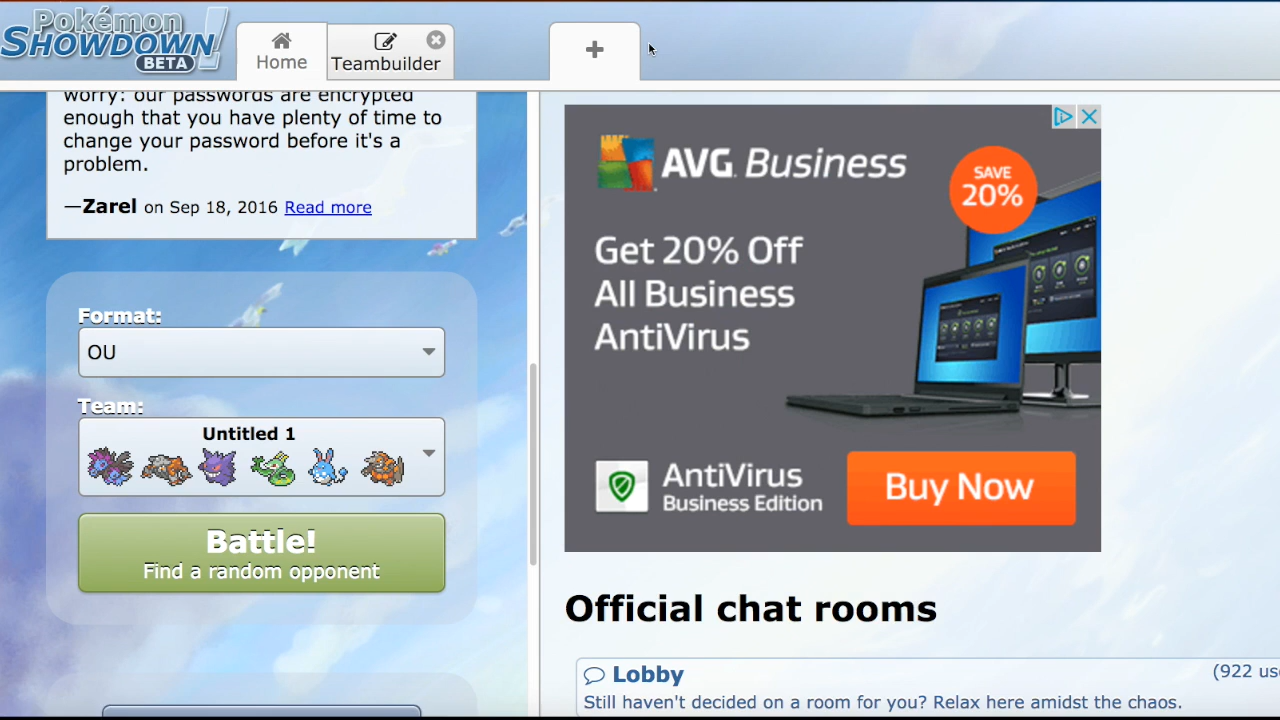 Pokémon
SHOWDOWN!
BETA
Home
Teambuilder
worry: our passwords are encrypted
enough that you have plenty of time to
change your password before it's a
problem.
—Zarel on Sep 18, 2016 Read more
Format:
OU
Team:
Untitled 1
Battle!
Find a random opponent
AVG Business
SAVE
20%
Get 20% Off
All Business
AntiVirus
AntiVirus
Business Edition
Buy Now
Official chat rooms
Lobby
(922 use
Still haven't decided on a room for you? Relax here amidst the chaos.